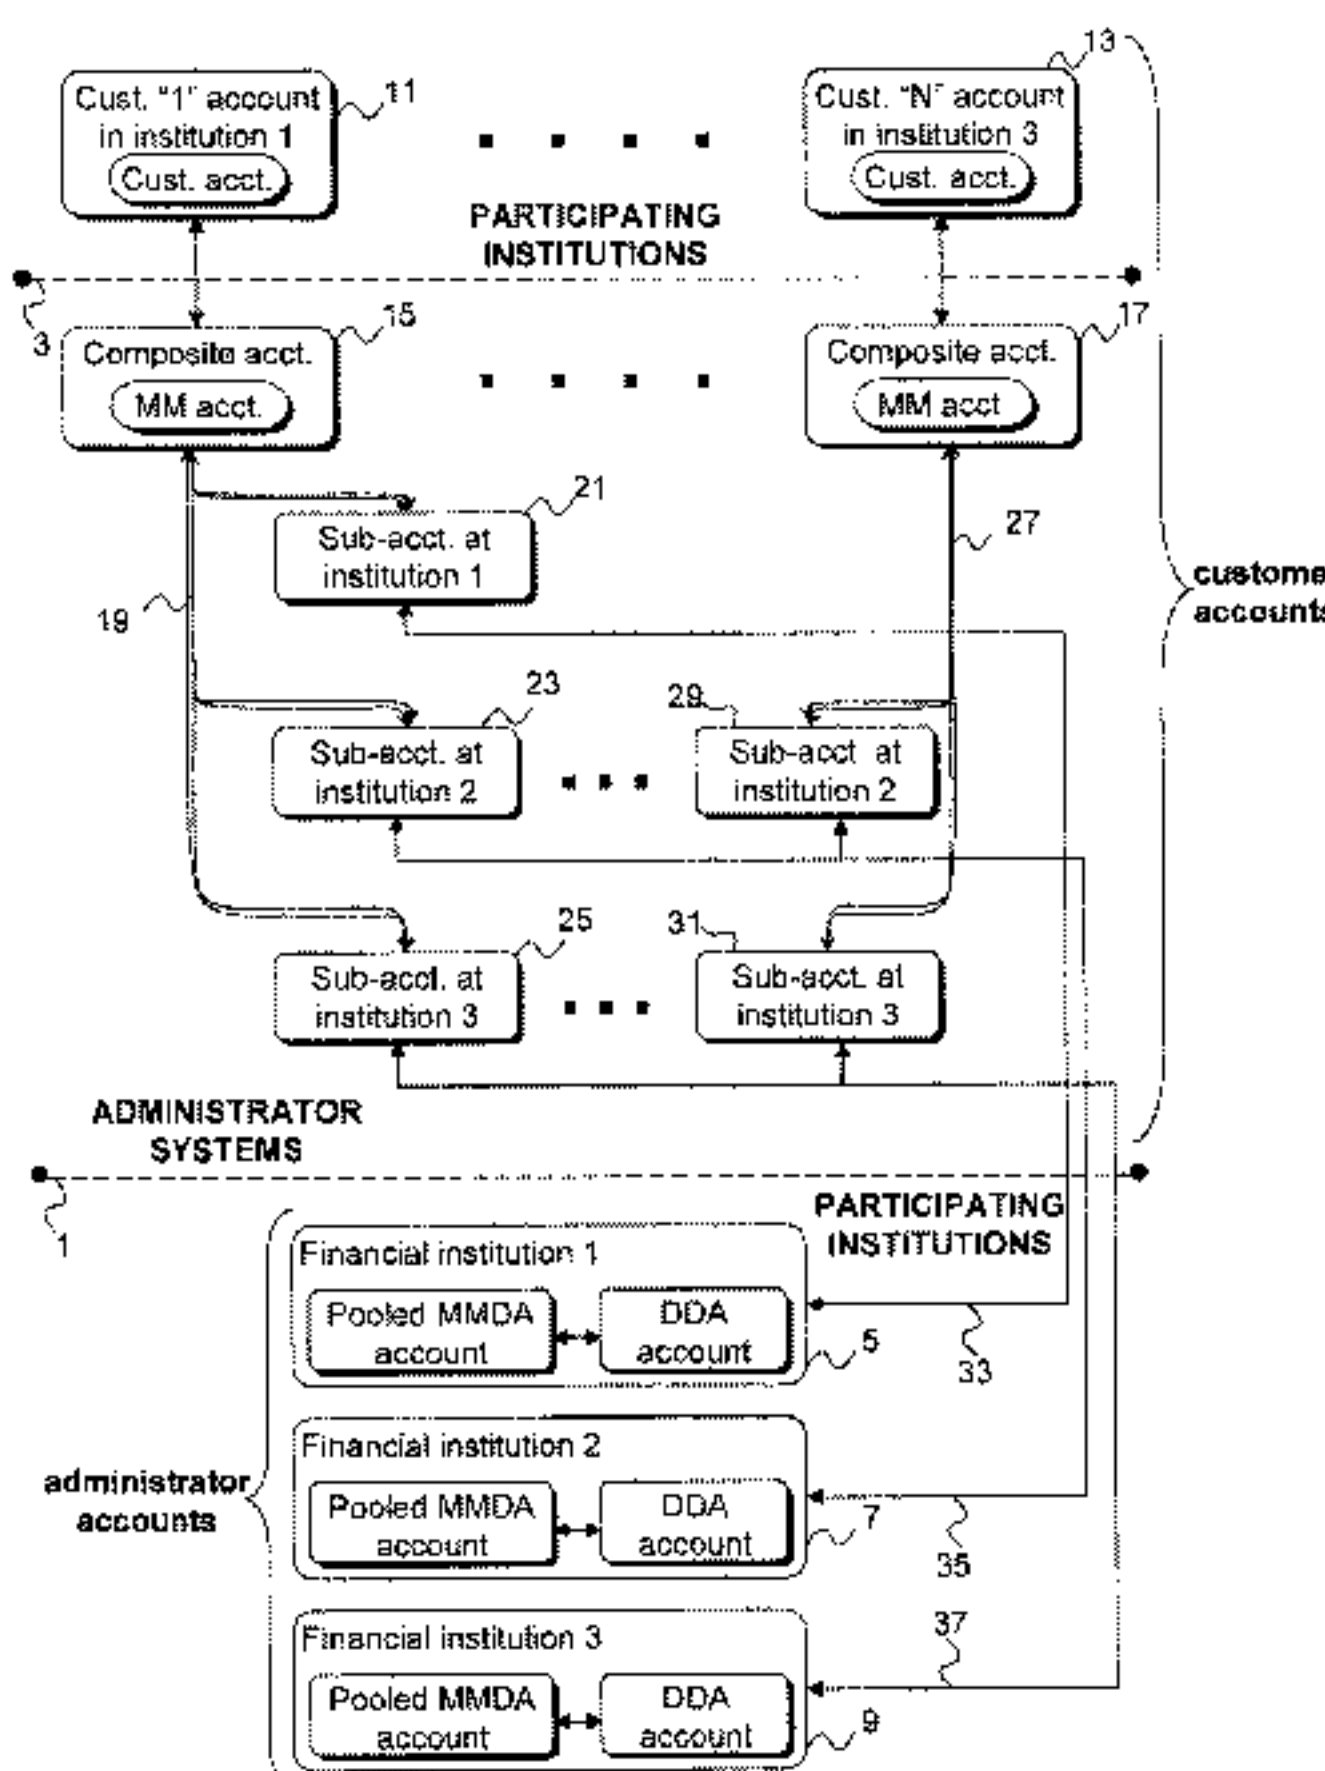 13
Cust. "1" account
in institution 1
Cust. acct.
11
Cust. "N" account
in institution 3
Cust. acct.
PARTICIPATING
INSTITUTIONS
3
15
17
Composite acct.
MM acct.
Composite acct.
MM acct
21
Sub-acct. at
institution 1
27
customer
accounts
19
23
29
Sub-acct. at
institution 2
Sub-acct at
institution 2
25
31
Sub-acct. at
institution 3
Sub-acct. at
institution 3
ADMINISTRATOR
SYSTEMS
1
PARTICIPATING
INSTITUTIONS
Financial institution 1
Pooled MMDA
account
DDA
account
5
33
Financial institution 2
administrator
accounts
Pooled MMDA
account
DDA
account
7
35
Financial institution 3
37
Pooled MMDA
account
DDA
account
9